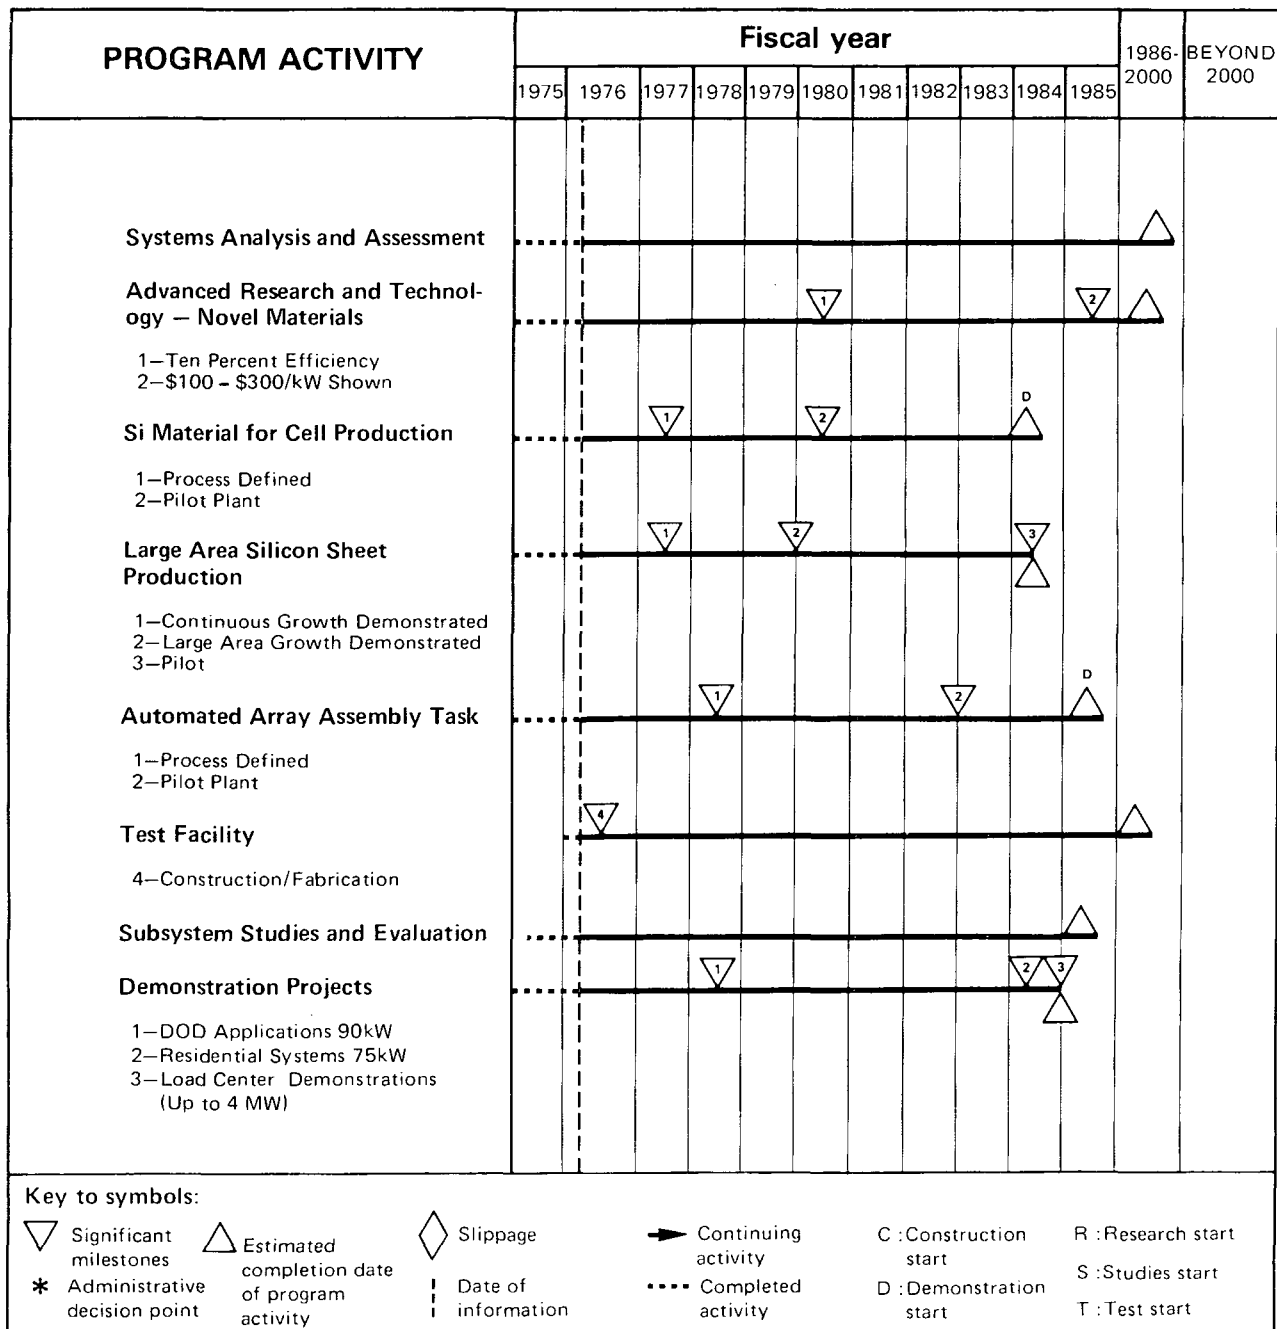 PROGRAM ACTIVITY
Fiscal year
1986-
2000
BEYOND
2000
1975 1976 1977 1978 1979 1980 1981 1982 1983 1984 1985
Systems Analysis and Assessment
Advanced Research and Technol-
ogy — Novel Materials
1 2
1—Ten Percent Efficiency
2—$100 - $300/kW Shown
D
Si Material for Cell Production
1 2
1—Process Defined
2—Pilot Plant
Large Area Silicon Sheet
Production
1 2 3
1—Continuous Growth Demonstrated
2—Large Area Growth Demonstrated
3—Pilot
D
Automated Array Assembly Task
1 2
1—Process Defined
2—Pilot Plant
Test Facility
4
4—Construction/Fabrication
Subsystem Studies and Evaluation
Demonstration Projects
1 2 3
1—DOD Applications 90kW
2—Residential Systems 75kW
3—Load Center Demonstrations
(Up to 4 MW)
Key to symbols:
Significant
milestones
* Administrative
decision point
Estimated
completion date
of program
activity
Slippage
Date of
information
Continuing
activity
Completed
activity
C :Construction
start
D :Demonstration
start
R :Research start
S :Studies start
T :Test start